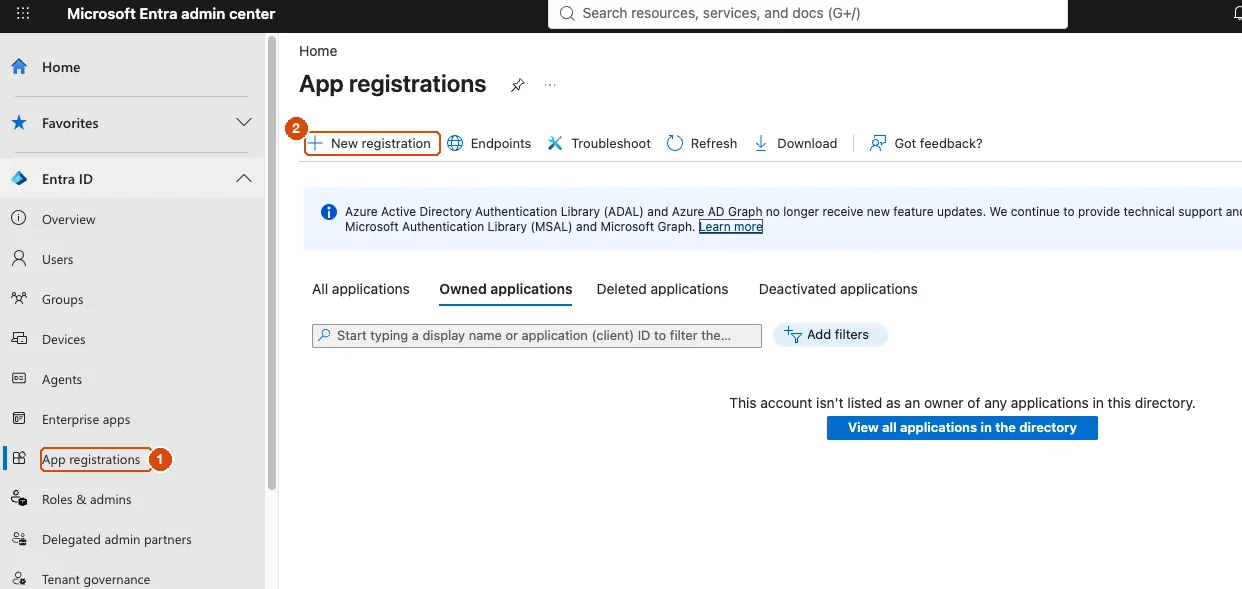 Microsoft Entra admin center
Search resources, services, and docs (G+/)
Home
Favorites
Entra ID
Overview
Users
Groups
Devices
Agents
Enterprise apps
App registrations 1
Roles & admins
Delegated admin partners
Tenant governance
Home
App registrations
2
New registration Endpoints Troubleshoot Refresh Download Got feedback?
Azure Active Directory Authentication Library (ADAL) and Azure AD Graph no longer receive new feature updates. We continue to provide technical support and
Microsoft Authentication Library (MSAL) and Microsoft Graph. Learn more
All applications Owned applications Deleted applications Deactivated applications
Start typing a display name or application (client) ID to filter the... Add filters
This account isn't listed as an owner of any applications in this directory.
View all applications in the directory